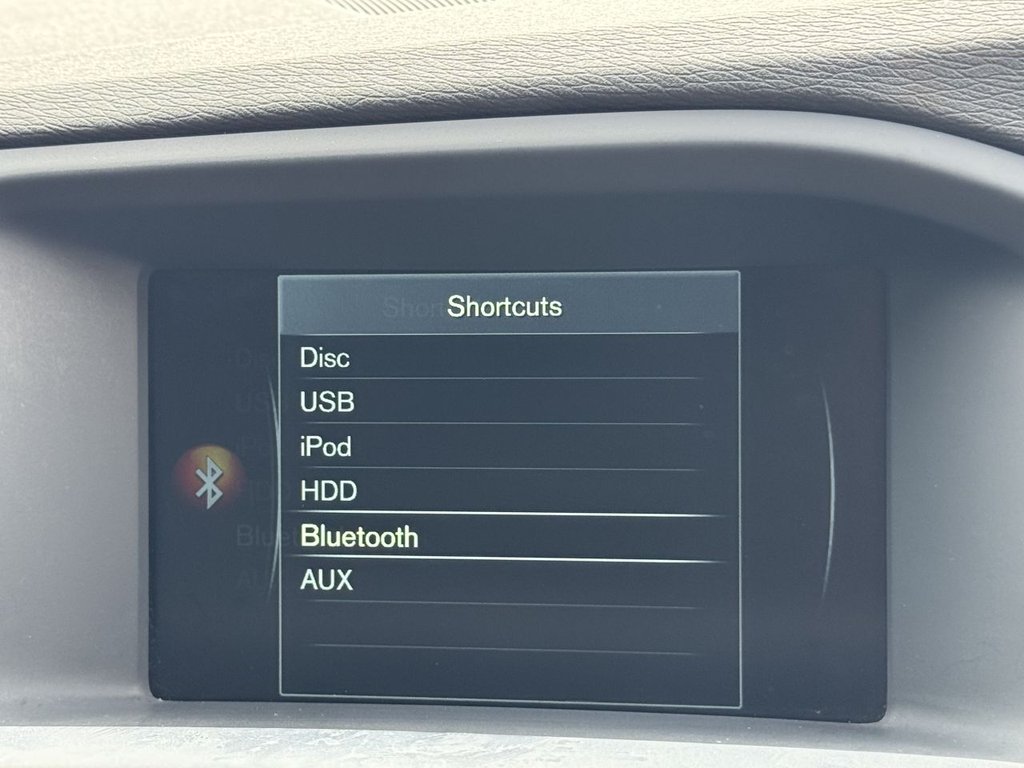 Shortcuts
Disc
USB
iPod
HDD
Bluetooth
AUX